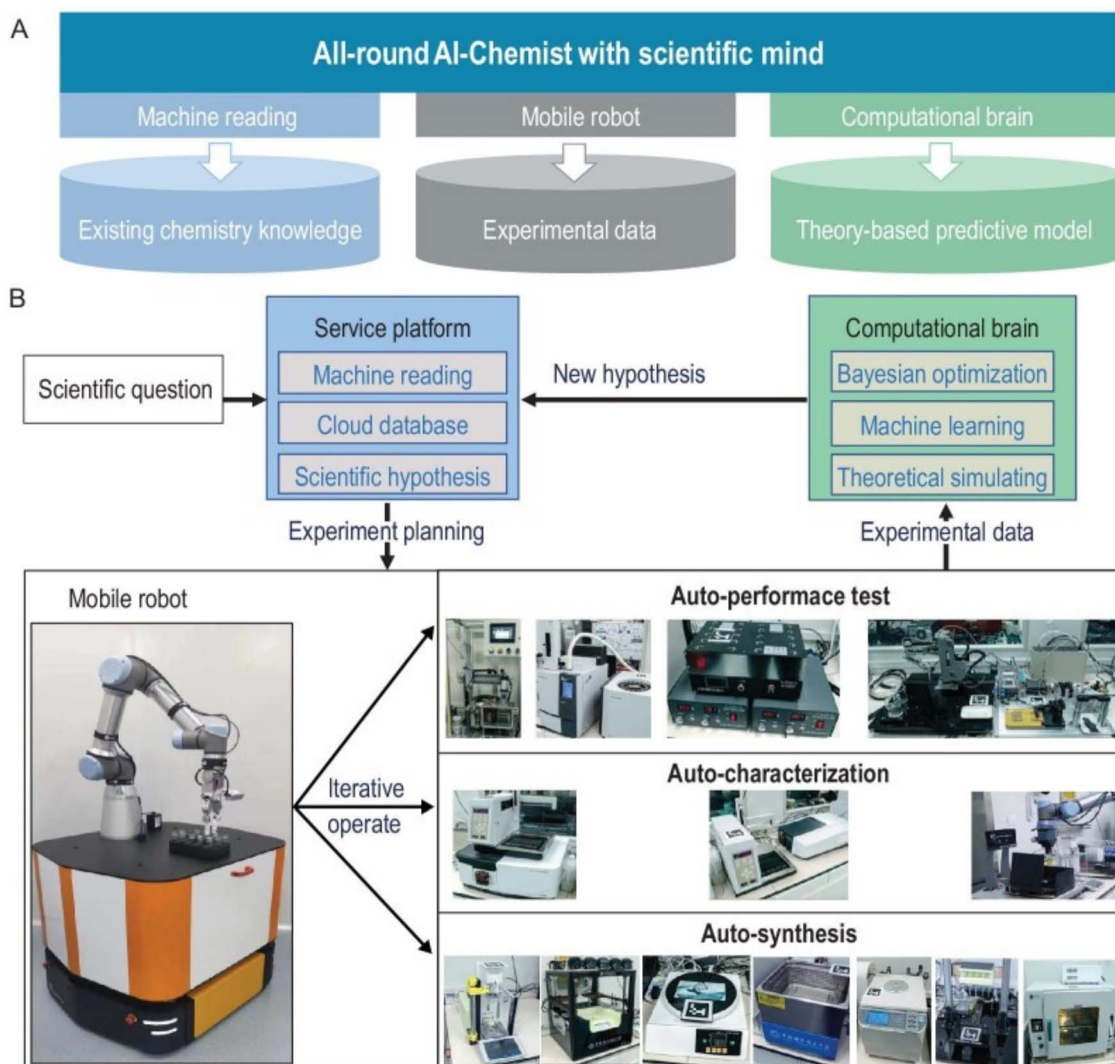 A
All-round AI-Chemist with scientific mind
Machine reading
Mobile robot
Computational brain
Existing chemistry knowledge
Experimental data
Theory-based predictive model
B
Scientific question
Service platform
Machine reading
Cloud database
Scientific hypothesis
New hypothesis
Computational brain
Bayesian optimization
Machine learning
Theoretical simulating
Experiment planning
Experimental data
Mobile robot
Iterative
operate
Auto-performace test
Auto-characterization
Auto-synthesis